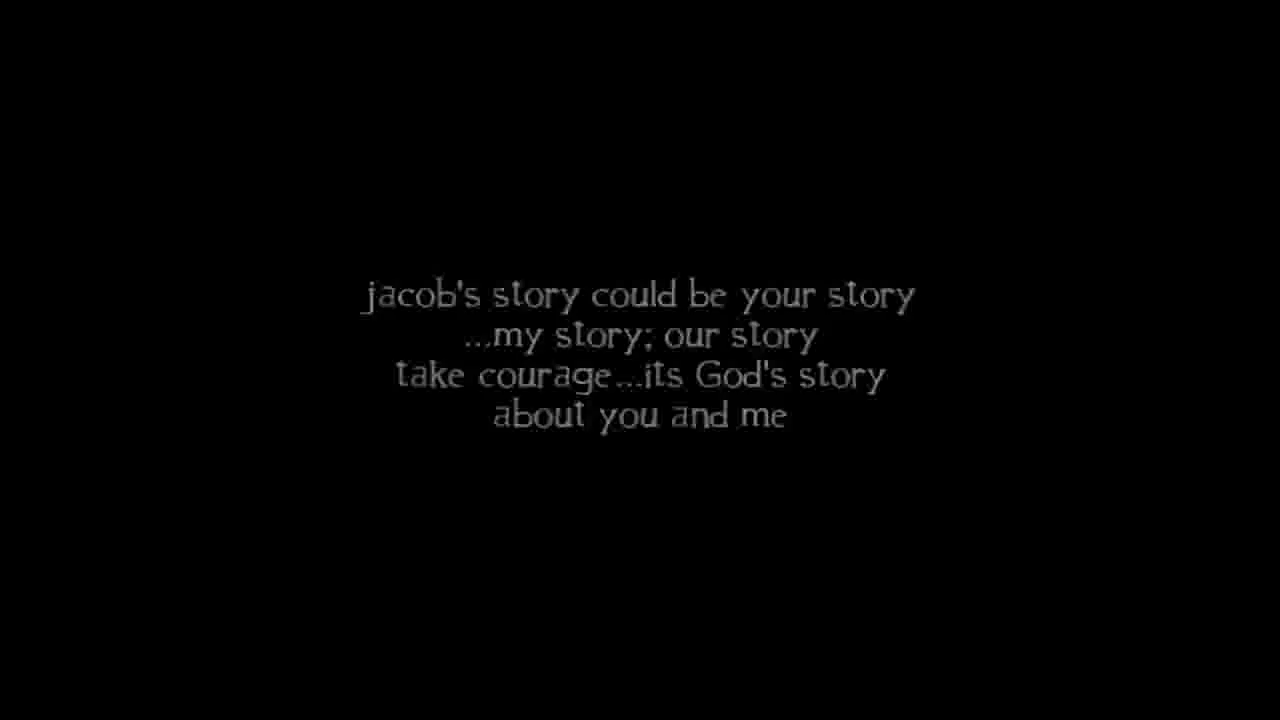 jacob's story could be your story
...my story; our story
take courage...its God's story
about you and me